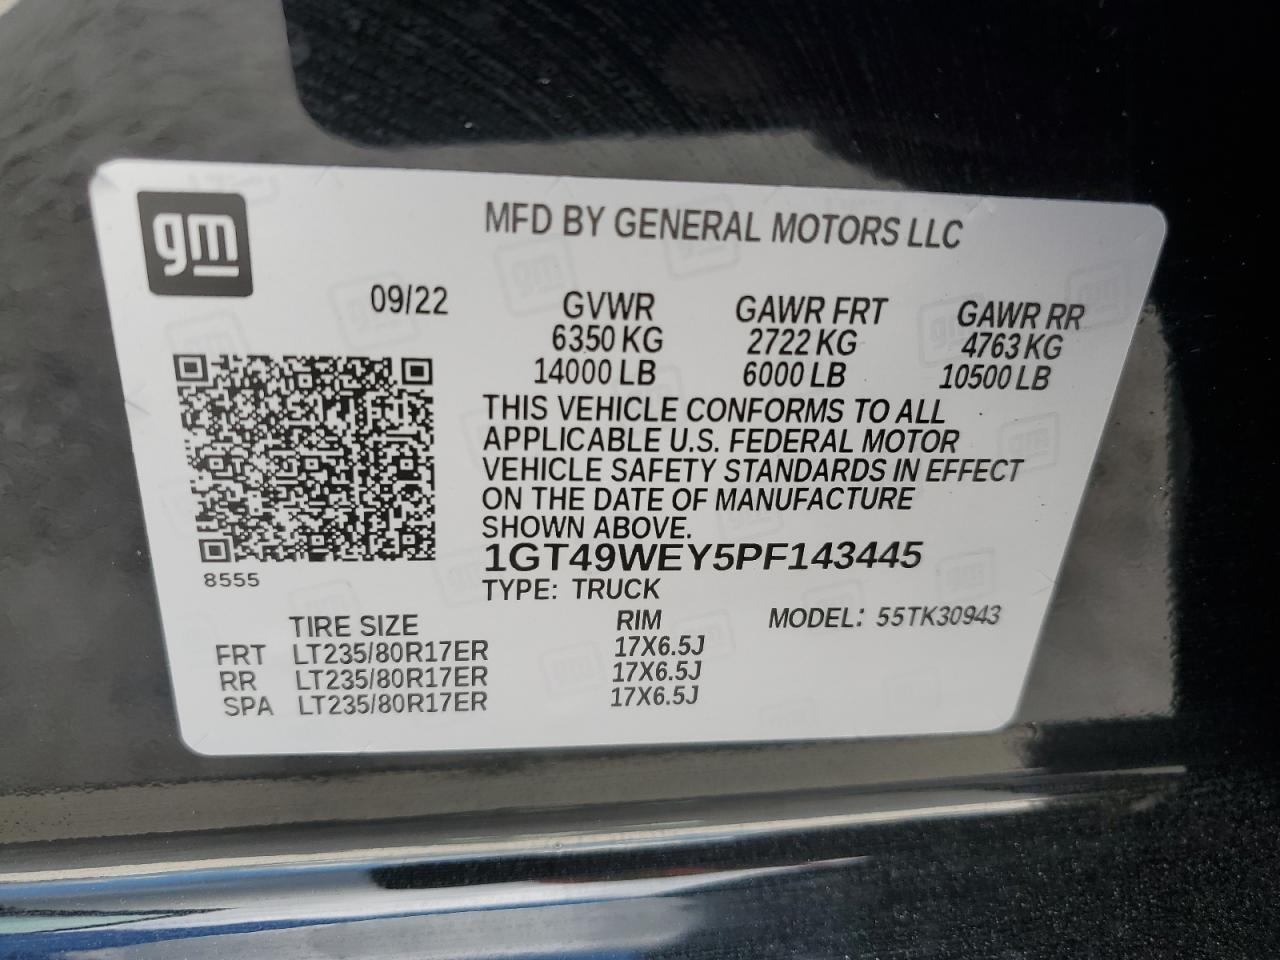 gm
MFD BY GENERAL MOTORS LLC
09/22 GVWR GAWR FRT GAWR RR
6350 KG 2722 KG 4763 KG
14000 LB 6000 LB 10500 LB
THIS VEHICLE CONFORMS TO ALL
APPLICABLE U.S. FEDERAL MOTOR
VEHICLE SAFETY STANDARDS IN EFFECT
ON THE DATE OF MANUFACTURE
SHOWN ABOVE.
1GT49WEY5PF143445
8555
TYPE: TRUCK
TIRE SIZE RIM MODEL: 55TK30943
FRT LT235/80R17ER 17X6.5J
RR LT235/80R17ER 17X6.5J
SPA LT235/80R17ER 17X6.5J